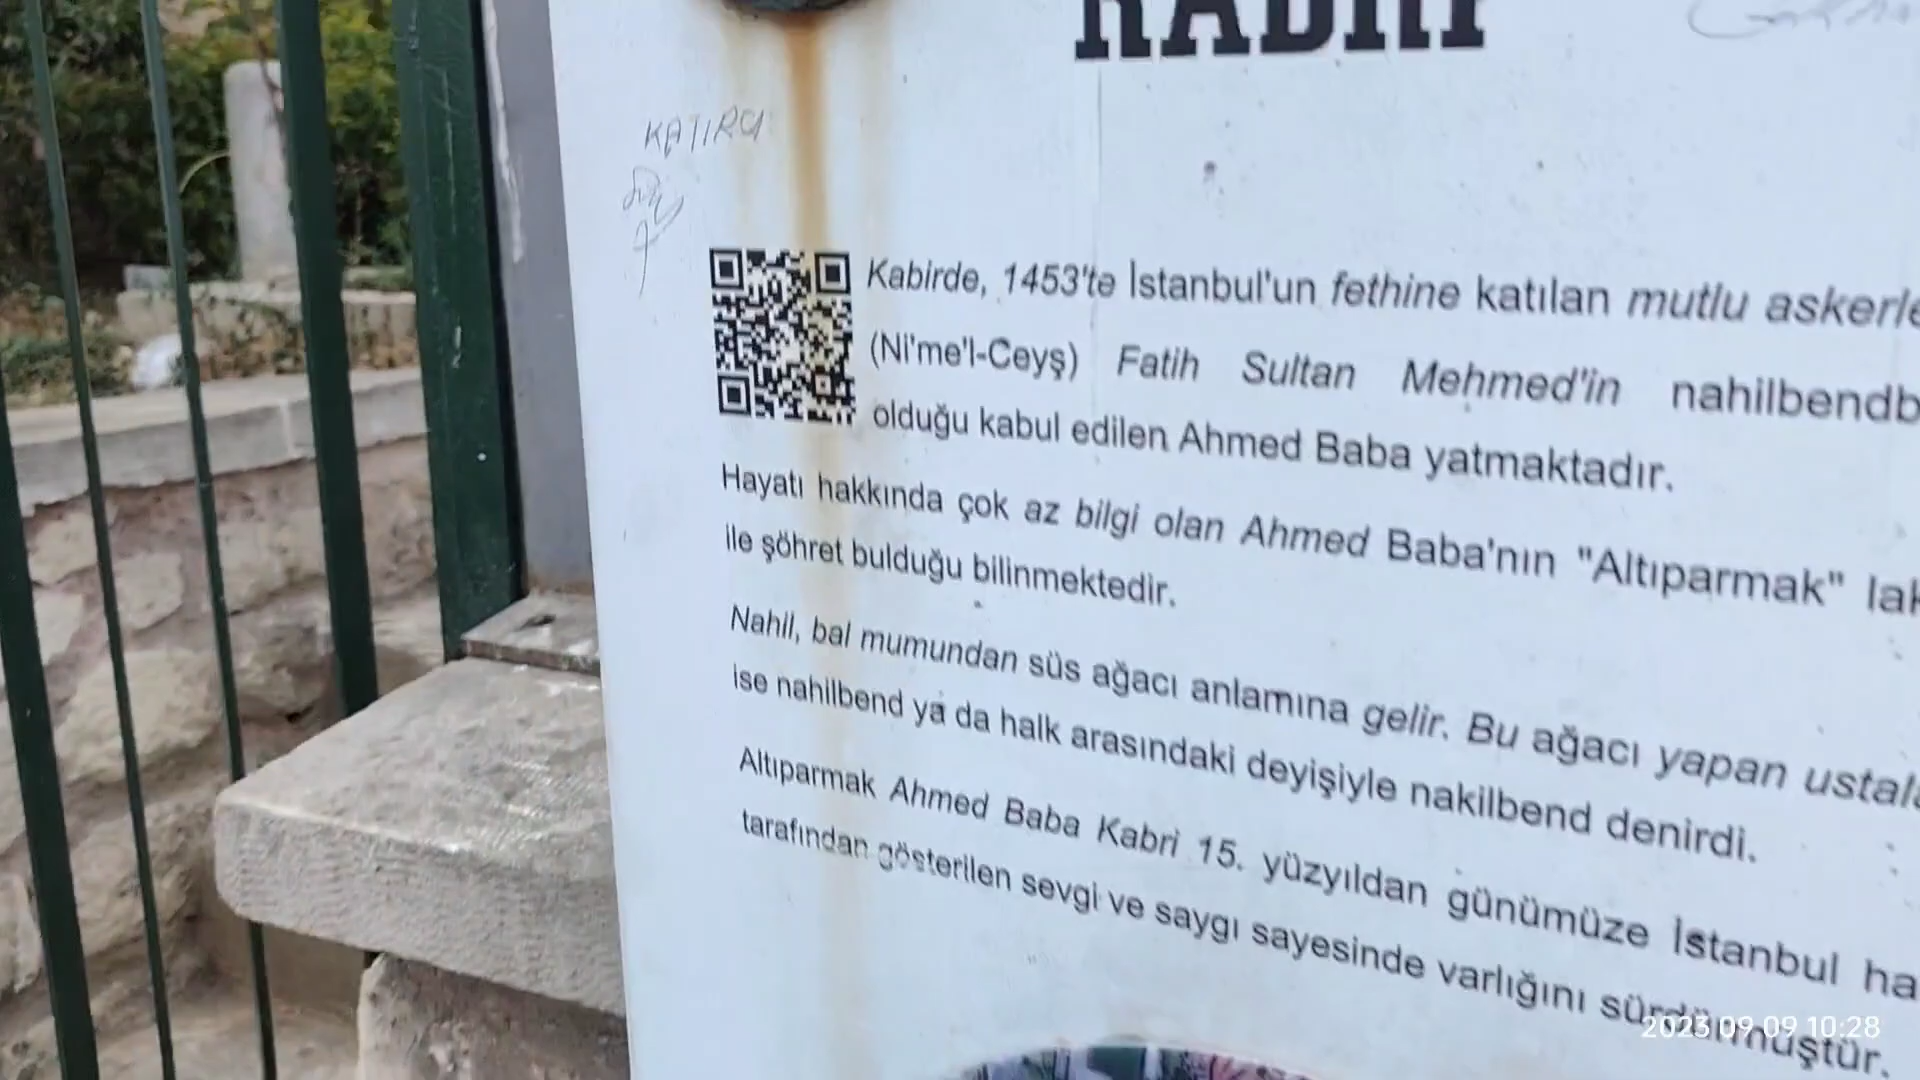 KABRİ
KATIRCI
Kabirde, 1453'te İstanbul'un fethine katılan mutlu askerle
(Ni'me'l-Ceyş) Fatih Sultan Mehmed'in nahilbendb
olduğu kabul edilen Ahmed Baba yatmaktadır.
Hayatı hakkında çok az bilgi olan Ahmed Baba'nın "Altıparmak" lak
ile şöhret bulduğu bilinmektedir.
Nahil, bal mumundan süs ağacı anlamına gelir. Bu ağacı yapan ustala
ise nahilbend ya da halk arasındaki deyişiyle nakilbend denirdi.
Altıparmak Ahmed Baba Kabri 15. yüzyıldan günümüze İstanbul ha
tarafından gösterilen sevgi ve saygı sayesinde varlığını sürdürmüştür.
2023 09 09 10:28